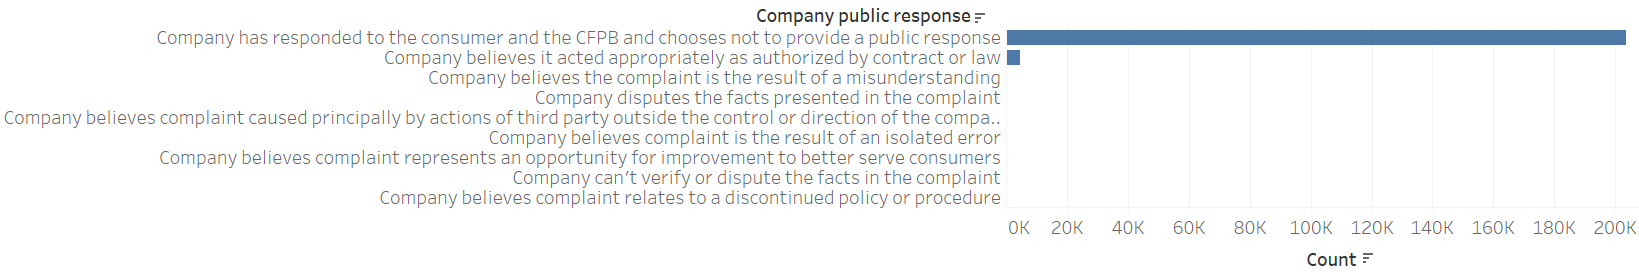 Company public response
Company has responded to the consumer and the CFPB and chooses not to provide a public response
Company believes it acted appropriately as authorized by contract or law
Company believes the complaint is the result of a misunderstanding
Company disputes the facts presented in the complaint
Company believes complaint caused principally by actions of third party outside the control or direction of the compa..
Company believes complaint is the result of an isolated error
Company believes complaint represents an opportunity for improvement to better serve consumers
Company can't verify or dispute the facts in the complaint
Company believes complaint relates to a discontinued policy or procedure
0K 20K 40K 60K 80K 100K 120K 140K 160K 180K 200K
Count